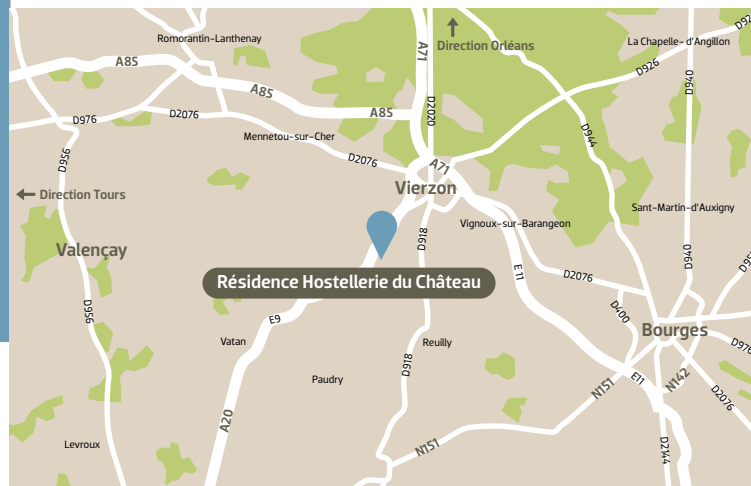 Romorantin-Lanthenay
Direction Orléans
La Chapelle- d'Angillon
D926
A85
A71
D926
A85
D940
D976
D2076
A85
D2020
D944
Mennetou-sur-Cher
D2076
A71
D956
Direction Tours
Vierzon
Sant-Martin-d'Auxigny
Vignoux-sur-Barangeon
D918
Valençay
D940
E 11
D2076
Résidence Hostellerie du Château
D956
E9
D400
Bourges
Vatan
Reuilly
D976
D918
Paudry
E11
N142
N151
D2076
A20
Levroux
N151
D2144